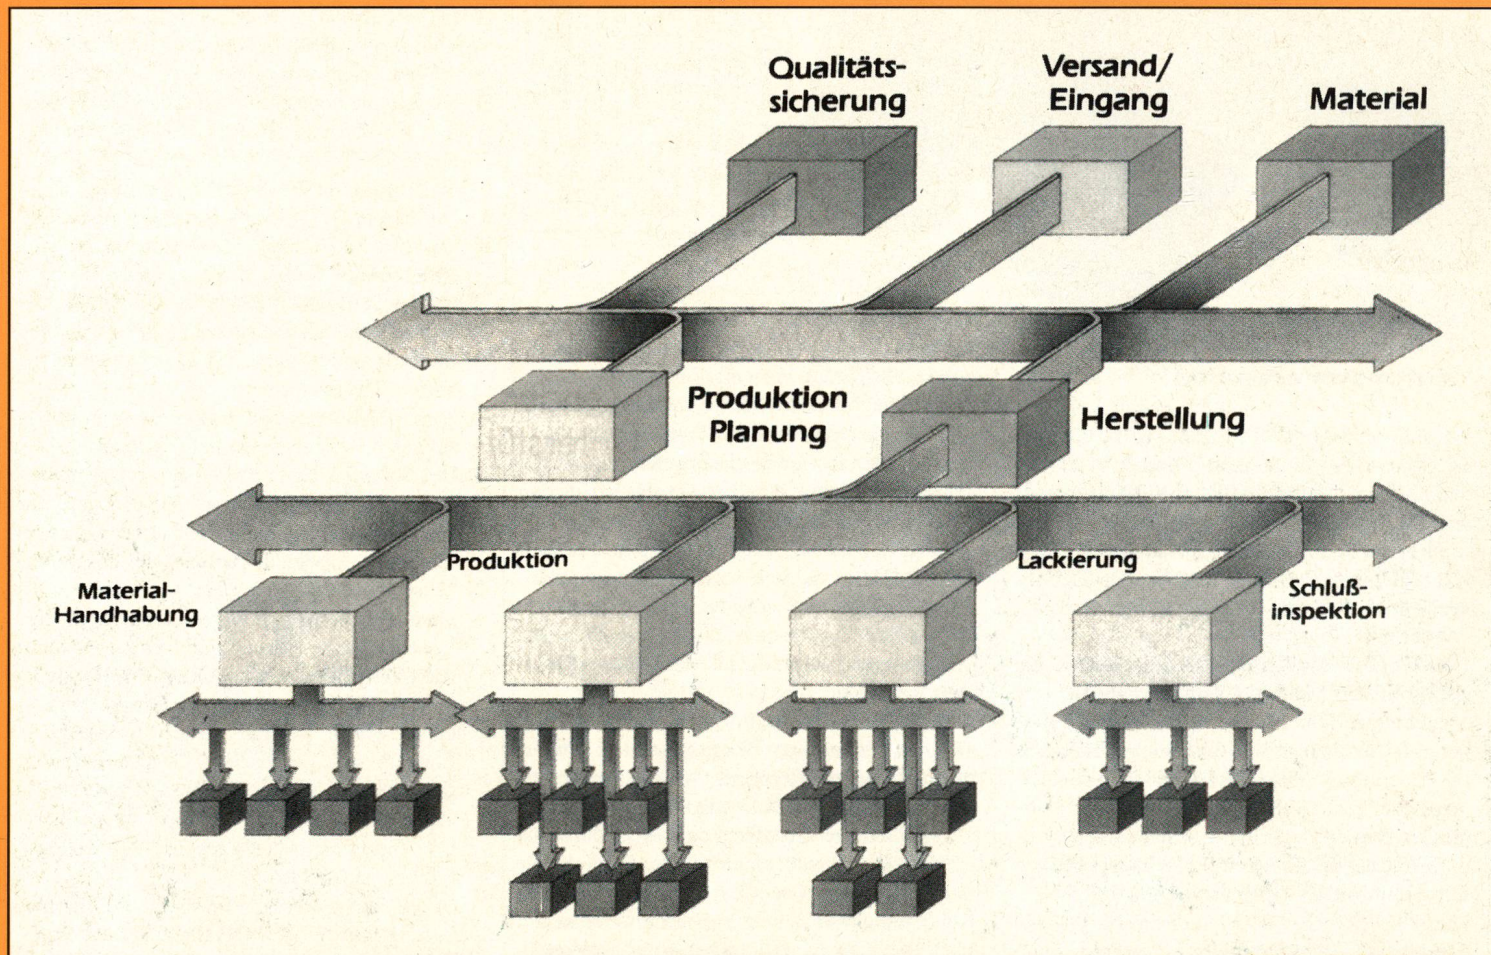 Qualitäts-
sicherung
Versand/
Eingang
Material
Produktion
Planung
Herstellung
Material-
Handhabung
Produktion
Lackierung
Schluß-
inspektion